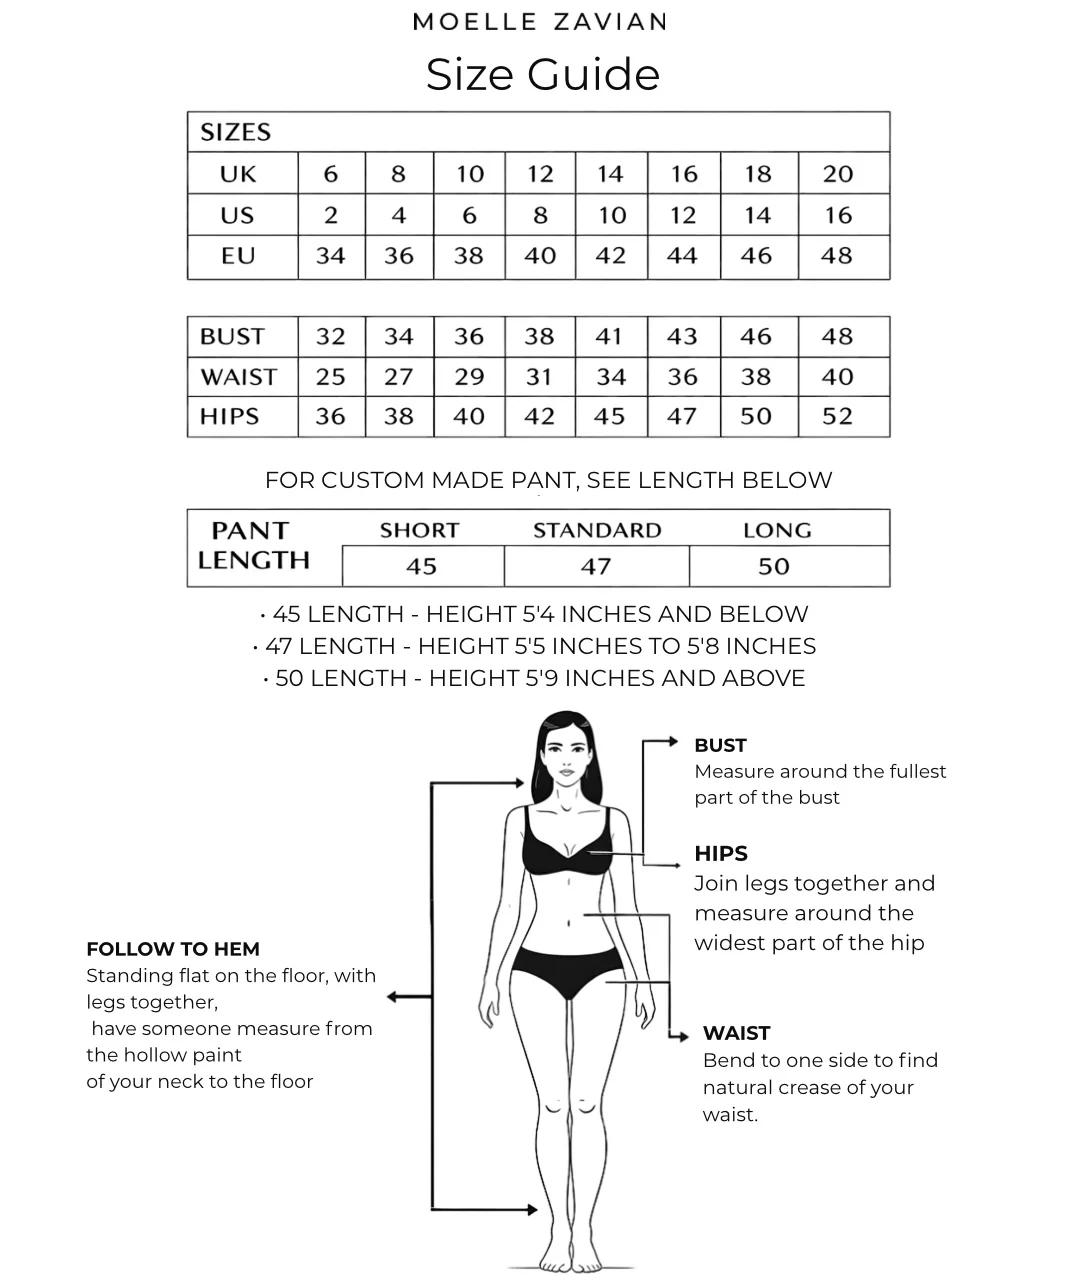 MOELLE ZAVIAN
Size Guide
SIZES
UK 6 8 10 12 14 16 18 20
US 2 4 6 8 10 12 14 16
EU 34 36 38 40 42 44 46 48
BUST 32 34 36 38 41 43 46 48
WAIST 25 27 29 31 34 36 38 40
HIPS 36 38 40 42 45 47 50 52
FOR CUSTOM MADE PANT, SEE LENGTH BELOW
PANT LENGTH SHORT STANDARD LONG
45 47 50
• 45 LENGTH - HEIGHT 5'4 INCHES AND BELOW
• 47 LENGTH - HEIGHT 5'5 INCHES TO 5'8 INCHES
• 50 LENGTH - HEIGHT 5'9 INCHES AND ABOVE
BUST
Measure around the fullest
part of the bust
HIPS
Join legs together and
measure around the
widest part of the hip
FOLLOW TO HEM
Standing flat on the floor, with
legs together,
have someone measure from
the hollow paint
of your neck to the floor
WAIST
Bend to one side to find
natural crease of your
waist.